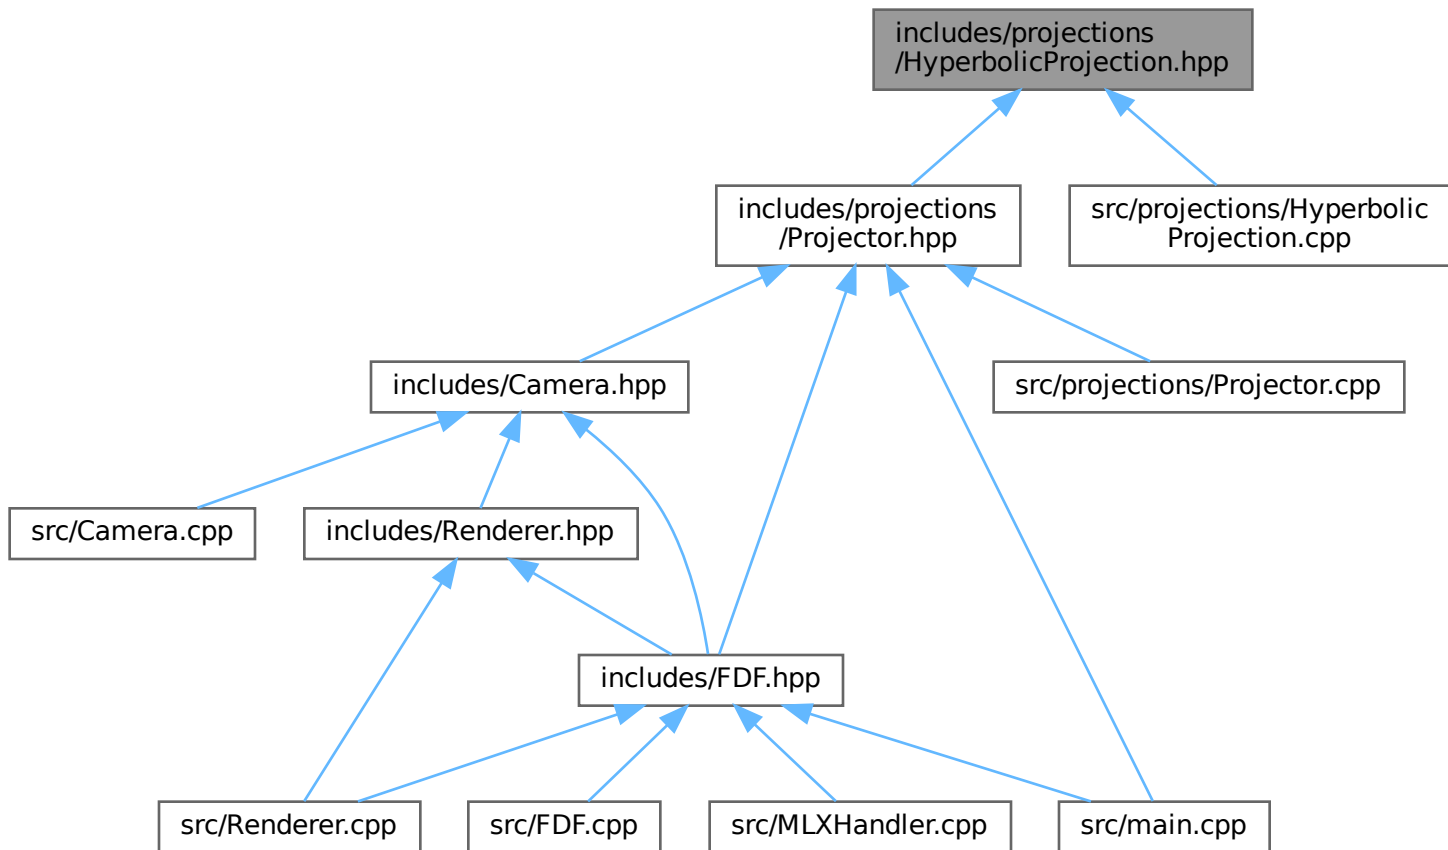 includes/projections
/HyperbolicProjection.hpp
includes/projections
/Projector.hpp
src/projections/Hyperbolic
Projection.cpp
includes/Camera.hpp
src/projections/Projector.cpp
src/Camera.cpp
includes/Renderer.hpp
includes/FDF.hpp
src/Renderer.cpp
src/FDF.cpp
src/MLXHandler.cpp
src/main.cpp